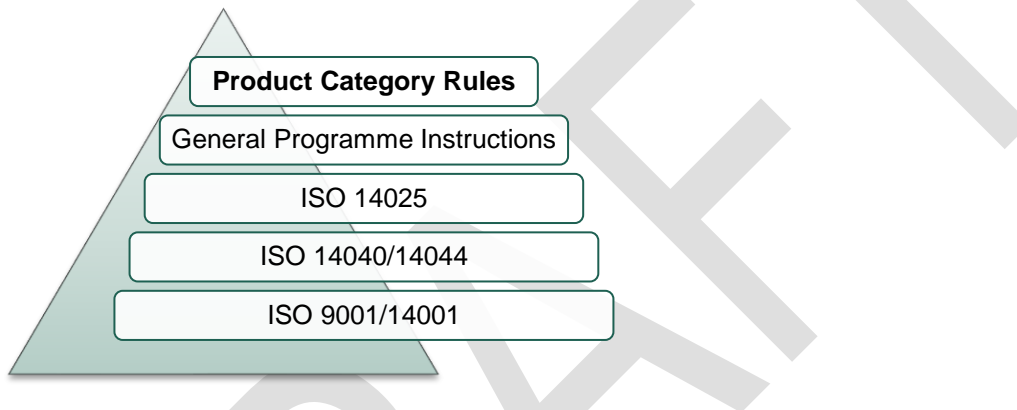 Product Category Rules
General Programme Instructions
ISO 14025
ISO 14040/14044
ISO 9001/14001